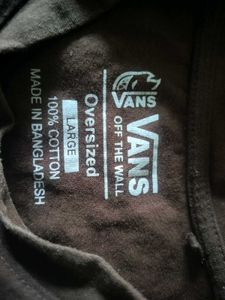 VANS
VANS
OFF THE WALL
Oversized
LARGE
100% COTTON
MADE IN BANGLADESH